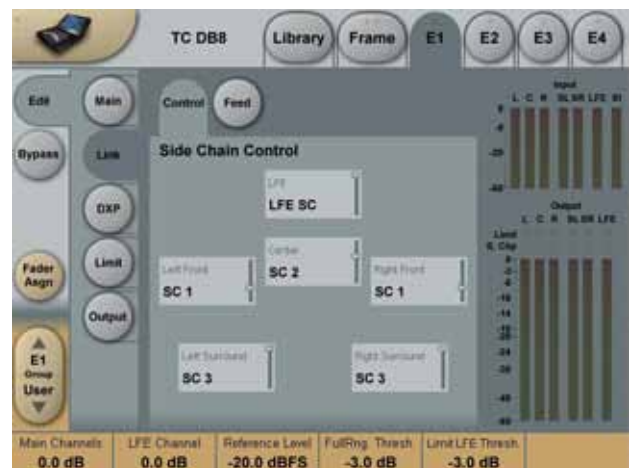 TC DB8
Library
Frame
E1
E2
E3
E4
Edit
Bypass
Fader
Asgn
E1
Group
User
Main
Link
DXP
Limit
Output
Control
Feed
Side Chain Control
LFE
LFE SC
Center
SC 2
Left Front
SC 1
Right Front
SC 1
Left Surround
SC 3
Right Surround
SC 3
Input
L C R SL SR LFE
0
-20
-40
Output
L C R SL SR LFE
Limit
Main Channels
0.0 dB
LFE Channel
0.0 dB
Reference Level
-20.0 dBFS
FullRng. Thresh
-3.0 dB
Limit LFE Thresh
-3.0 dB